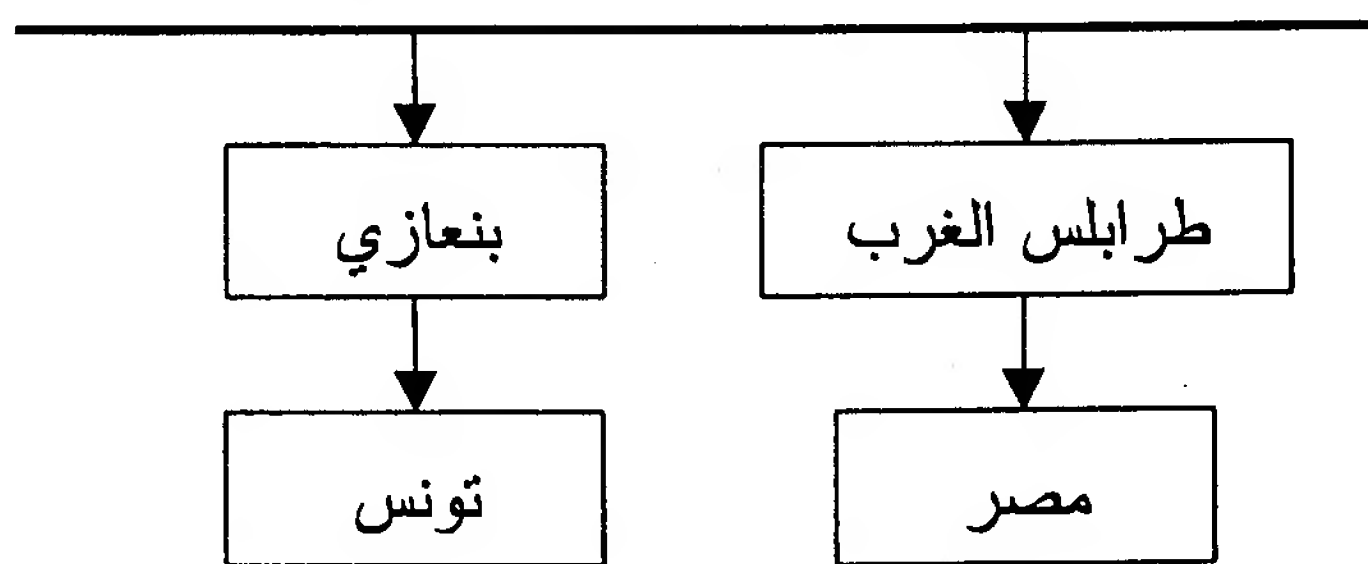 طرابلس الغرب
بنعازي
مصر
تونس